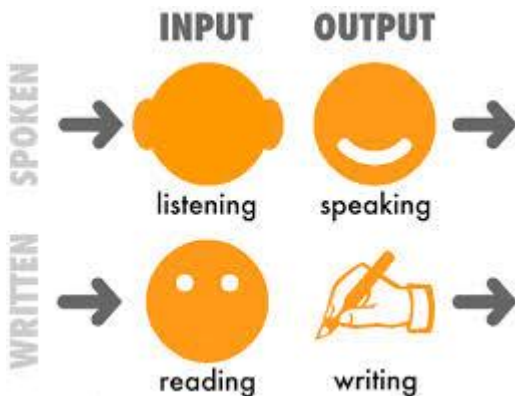 INPUT OUTPUT
SPOKEN
listening speaking
WRITTEN
reading writing